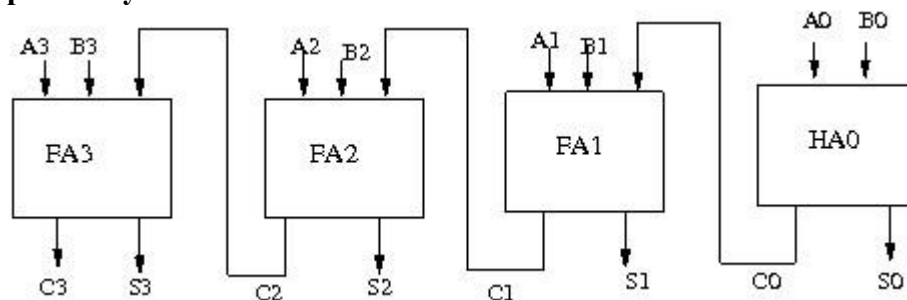 A3 B3 A2 B2 A1 B1 A0 B0
FA3 FA2 FA1 HA0
C3 S3 C2 S2 C1 S1 C0 S0